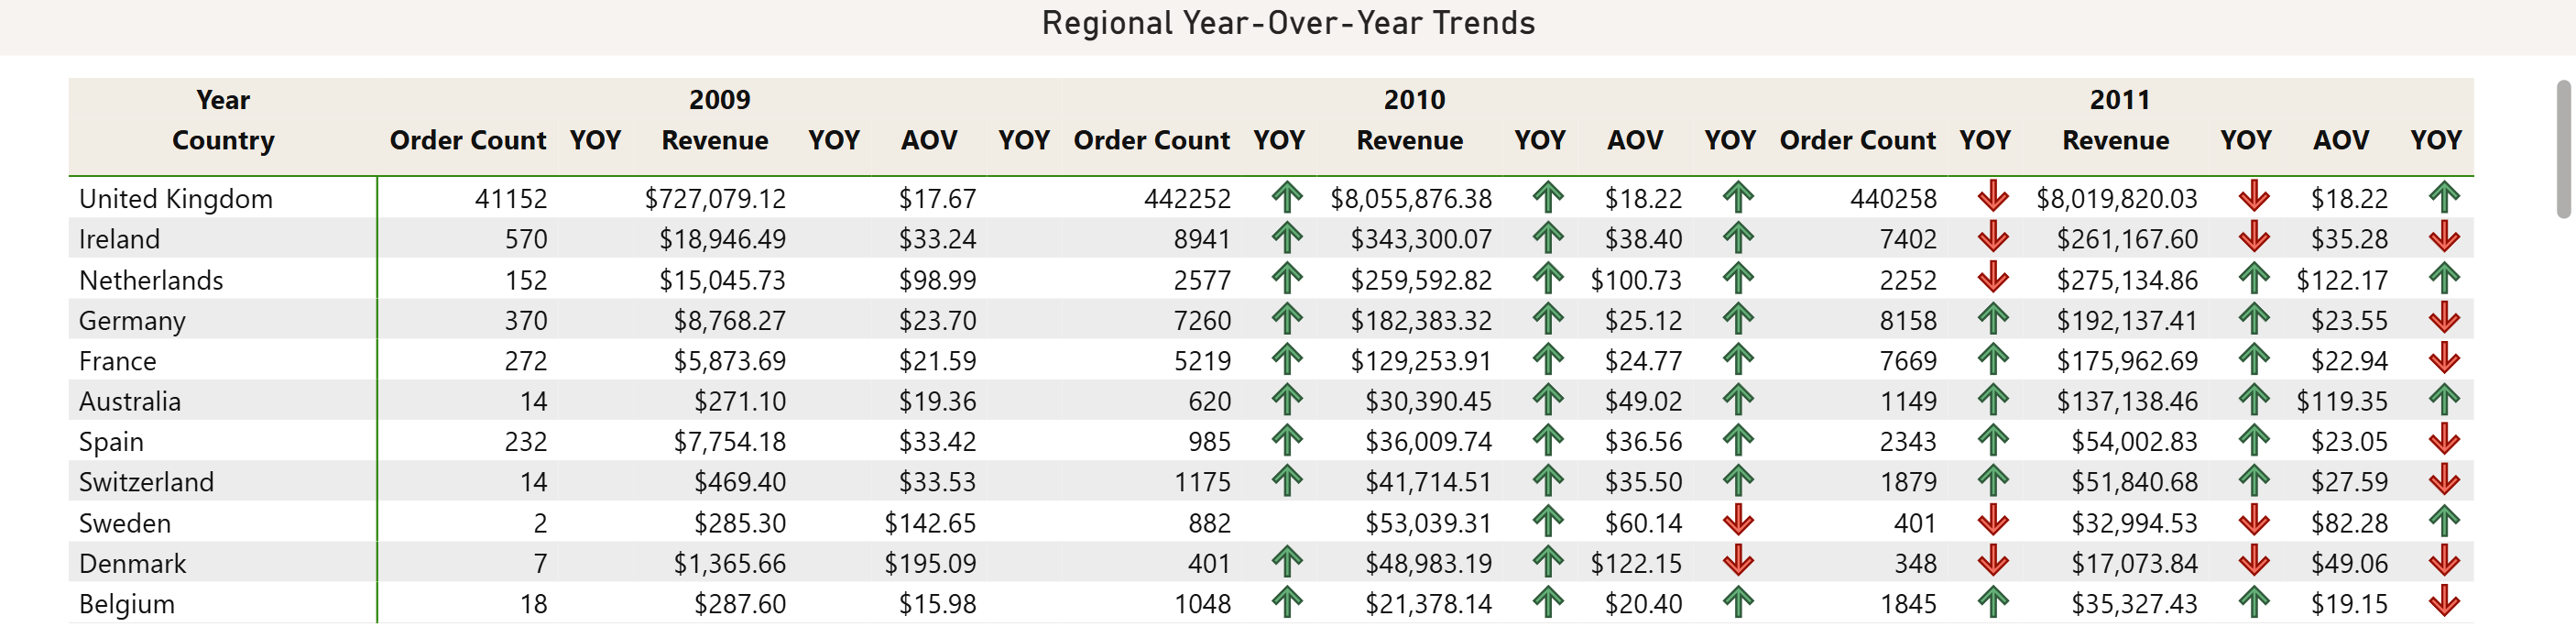 Regional Year-Over-Year Trends
Year 2009 2010 2011
Country Order Count YOY Revenue YOY AOV YOY Order Count YOY Revenue YOY AOV YOY Order Count YOY Revenue YOY AOV YOY
United Kingdom 41152 $727,079.12 $17.67 442252 $8,055,876.38 $18.22 440258 $8,019,820.03 $18.22
Ireland 570 $18,946.49 $33.24 8941 $343,300.07 $38.40 7402 $261,167.60 $35.28
Netherlands 152 $15,045.73 $98.99 2577 $259,592.82 $100.73 2252 $275,134.86 $122.17
Germany 370 $8,768.27 $23.70 7260 $182,383.32 $25.12 8158 $192,137.41 $23.55
France 272 $5,873.69 $21.59 5219 $129,253.91 $24.77 7669 $175,962.69 $22.94
Australia 14 $271.10 $19.36 620 $30,390.45 $49.02 1149 $137,138.46 $119.35
Spain 232 $7,754.18 $33.42 985 $36,009.74 $36.56 2343 $54,002.83 $23.05
Switzerland 14 $469.40 $33.53 1175 $41,714.51 $35.50 1879 $51,840.68 $27.59
Sweden 2 $285.30 $142.65 882 $53,039.31 $60.14 401 $32,994.53 $82.28
Denmark 7 $1,365.66 $195.09 401 $48,983.19 $122.15 348 $17,073.84 $49.06
Belgium 18 $287.60 $15.98 1048 $21,378.14 $20.40 1845 $35,327.43 $19.15